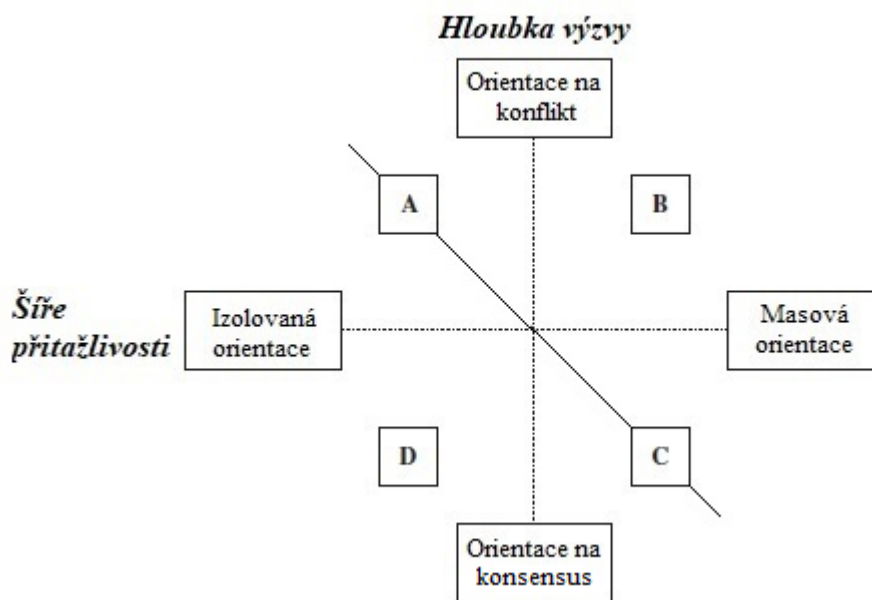 Hloubka výzvy
Orientace na
konflikt
A
B
Šíře
přitažlivosti
Izolovaná
orientace
Masová
orientace
D
C
Orientace na
konsensus